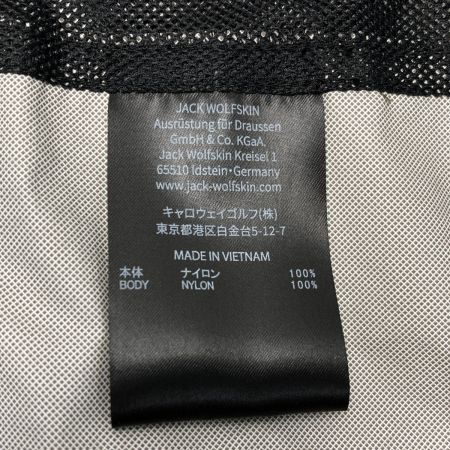 JACK WOLFSKIN
Ausrüstung für Draussen
GmbH & Co. KGaA.
Jack Wolfskin Kreisel 1
65510 Idstein・Germany
www.jack-wolfskin.com
キャロウェイゴルフ(株)
東京都港区白金台5-12-7
MADE IN VIETNAM
本体 ナイロン 100%
BODY NYLON 100%